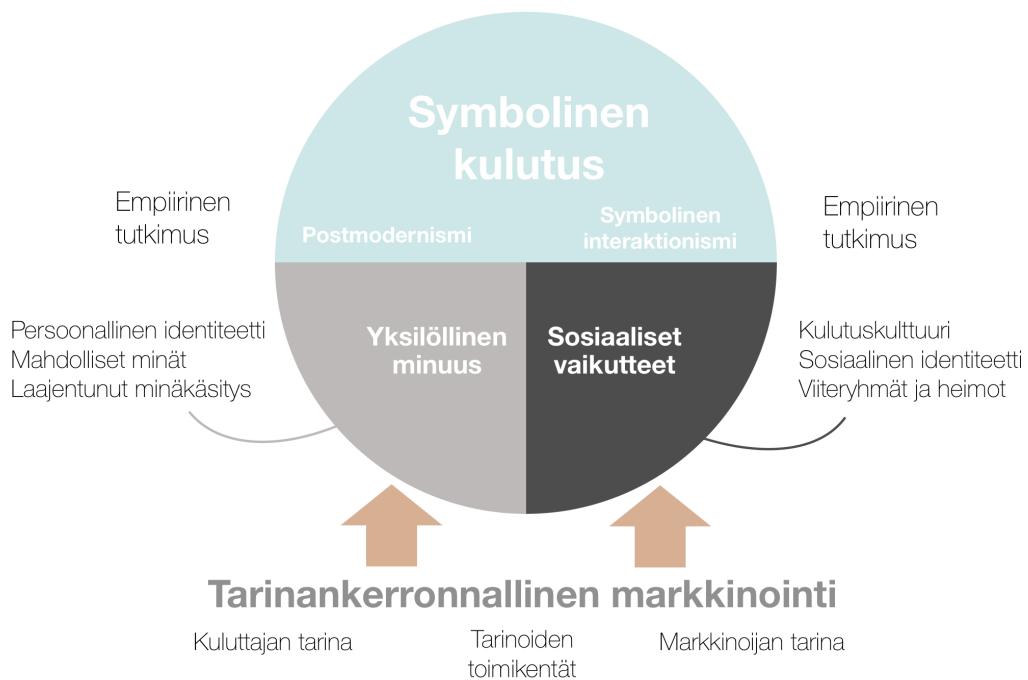 Symbolinen
kulutus
Empiirinen
tutkimus
Postmodernismi
Symbolinen
interaktionismi
Empiirinen
tutkimus
Persoonallinen identiteetti
Mahdolliset minät
Laajentunut minäkäsitys
Yksilöllinen
minuus
Sosiaaliset
vaikutteet
Kulutuskulttuuri
Sosiaalinen identiteetti
Viiteryhmät ja heimot
Tarinankerronnallinen markkinointi
Kuluttajan tarina
Tarinoiden
toimikentät
Markkinoijan tarina